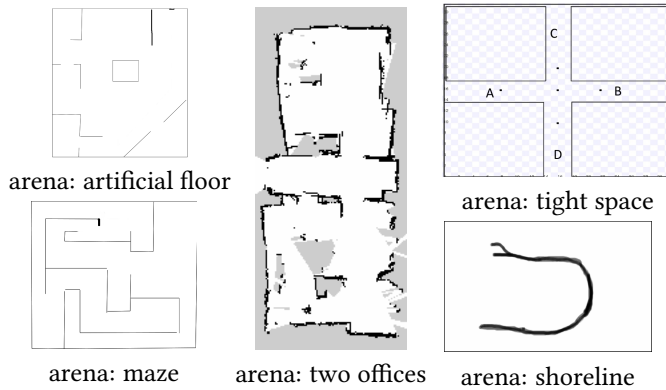 arena: artificial floor
arena: maze
arena: two offices
C
A
B
D
arena: tight space
arena: shoreline